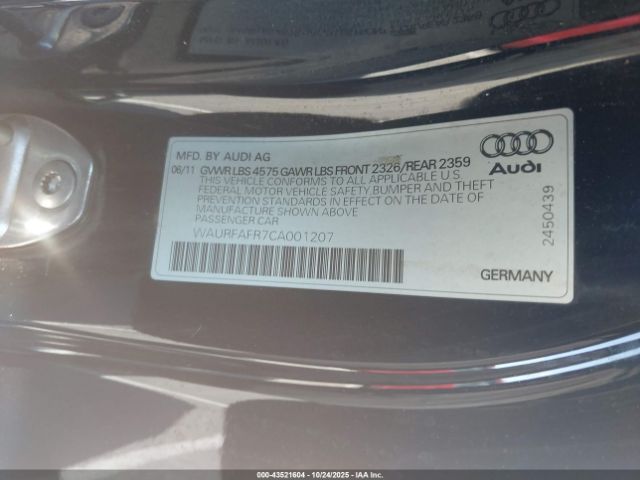 MFD. BY AUDI AG
06/11 GVWR LBS 4575 GAWR LBS FRONT 2326/REAR 2359
THIS VEHICLE CONFORMS TO ALL APPLICABLE U.S
FEDERAL MOTOR VEHICLE SAFETY,BUMPER AND THEFT
PREVENTION STANDARDS IN EFFECT ON THE DATE OF
MANUFACTURE SHOWN ABOVE
PASSENGER CAR
WAURFAFR7CA001207
Audi
2450439
GERMANY
000-43521604 - 10/24/2025 - IAAI.COM